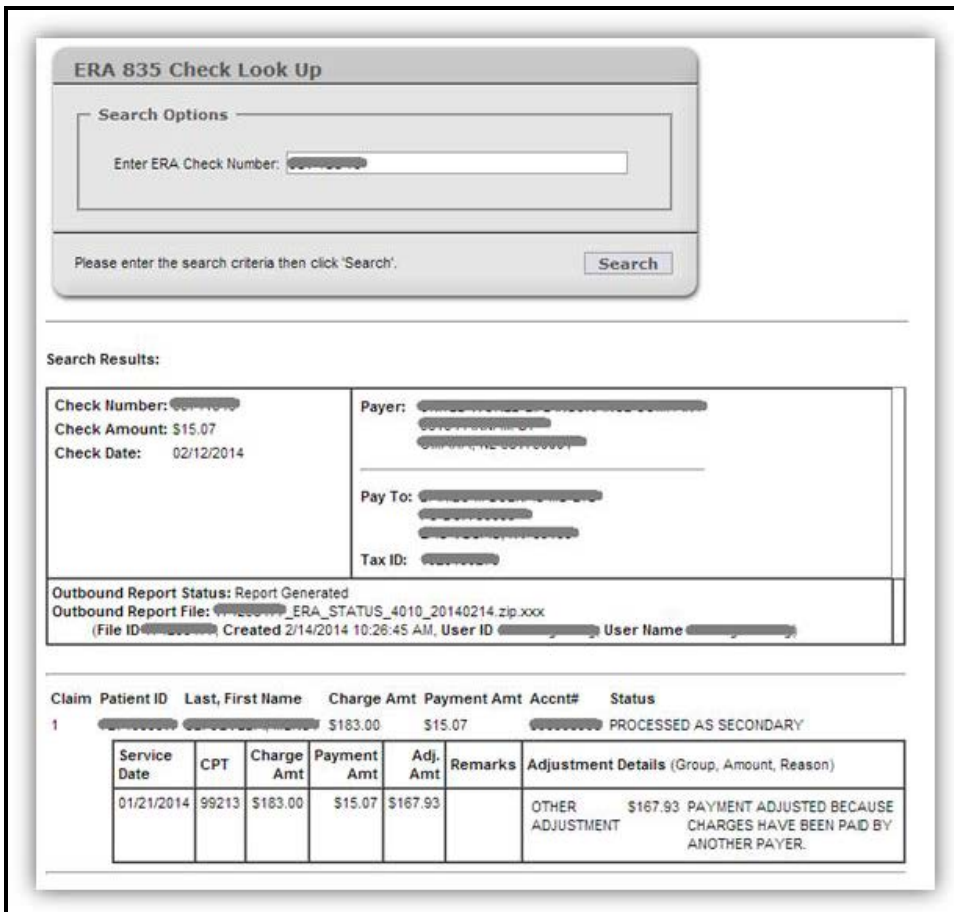 ERA 835 Check Look Up
Search Options
Enter ERA Check Number:
Please enter the search criteria then click 'Search'.
Search
Search Results:
Check Number:
Check Amount: $15.07
Check Date: 02/12/2014
Payer:
Pay To:
Tax ID:
Outbound Report Status: Report Generated
Outbound Report File: _ERA_STATUS_4010_20140214.zip.xxx
(File ID Created 2/14/2014 10:26:45 AM, User ID User Name
Claim Patient ID Last, First Name Charge Amt Payment Amt Accnt# Status
1 $183.00 $15.07 PROCESSED AS SECONDARY
Service Date CPT Charge Amt Payment Amt Adj. Amt Remarks Adjustment Details (Group, Amount, Reason)
01/21/2014 99213 $183.00 $15.07 $167.93 OTHER $167.93 PAYMENT ADJUSTED BECAUSE
ADJUSTMENT CHARGES HAVE BEEN PAID BY
ANOTHER PAYER.